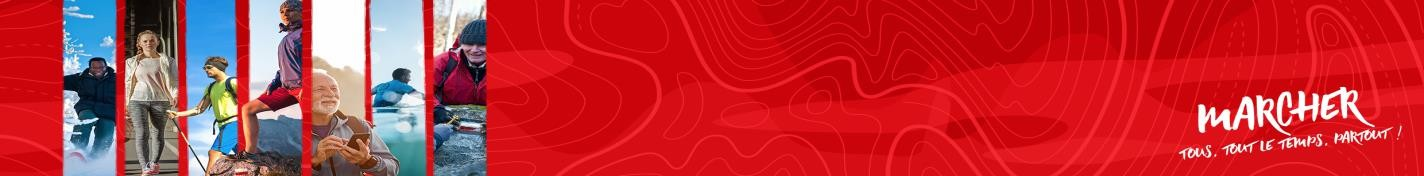 MARCHER
TOUS, TOUT LE TEMPS, PARTOUT !